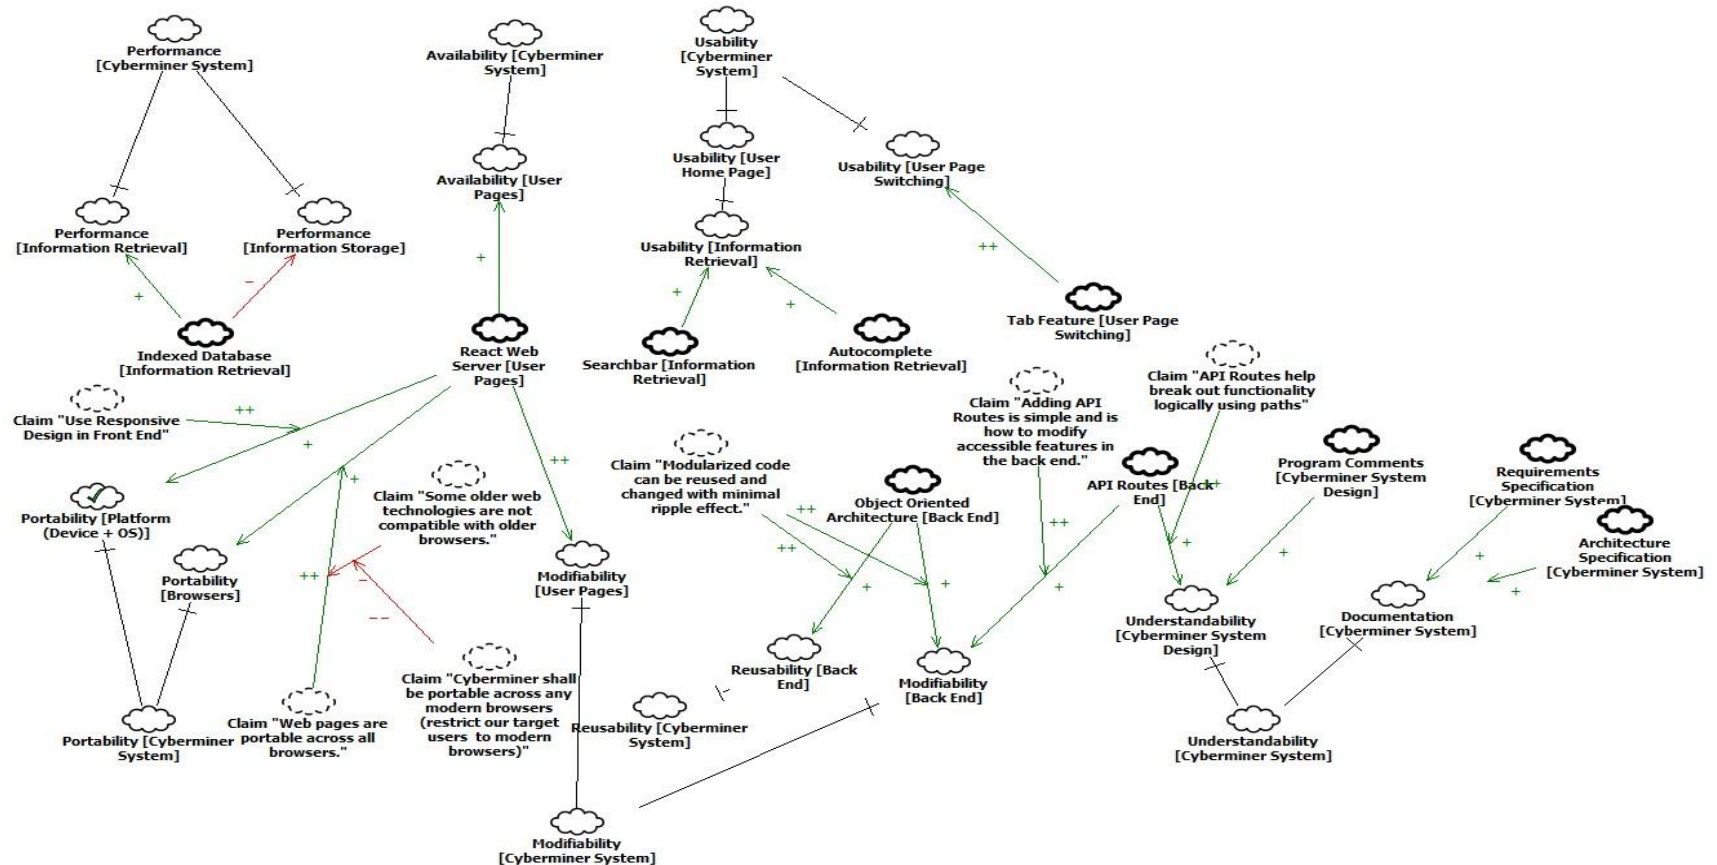 Performance
[Cyberminer System]
Availability [Cyberminer
System]
Usability
[Cyberminer
System]
Usability [User
Home Page]
Usability [User Page
Switching]
Availability [User
Pages]
Performance
[Information Retrieval]
Performance
[Information Storage]
Usability [Information
Retrieval]
++
+
+
-
+
+
Indexed Database
[Information Retrieval]
React Web
Server [User
Pages]
Searchbar [Information
Retrieval]
Autocomplete
[Information Retrieval]
Tab Feature [User Page
Switching]
Claim "Use Responsive
Design in Front End"
++
+
+
++
Claim "Some older web
technologies are not
compatible with older
browsers."
Claim "Modularized code
can be reused and
changed with minimal
ripple effect."
Claim "Adding API
Routes is simple and is
how to modify
accessible features in
the back end."
Claim "API Routes help
break out functionality
logically using paths"
Object Oriented
Architecture [Back End]
API Routes [Back
End]
++
Program Comments
[Cyberminer System
Design]
Requirements
Specification
[Cyberminer System]
Architecture
Specification
[Cyberminer System]
Portability [Platform
(Device + OS)]
Portability
[Browsers]
++
-
--
Modifiability
[User Pages]
++
++
+
+
++
+
+
+
+
+
Understandability
[Cyberminer System
Design]
Documentation
[Cyberminer System]
Reusability [Back
End]
Modifiability
[Back End]
Claim "Cyberminer shall
be portable across any
modern browsers
(restrict our target
users to modern
browsers)"
Claim "Web pages are
portable across all
browsers."
Portability [Cyberminer
System]
Reusability [Cyberminer
System]
Understandability
[Cyberminer System]
Modifiability
[Cyberminer System]